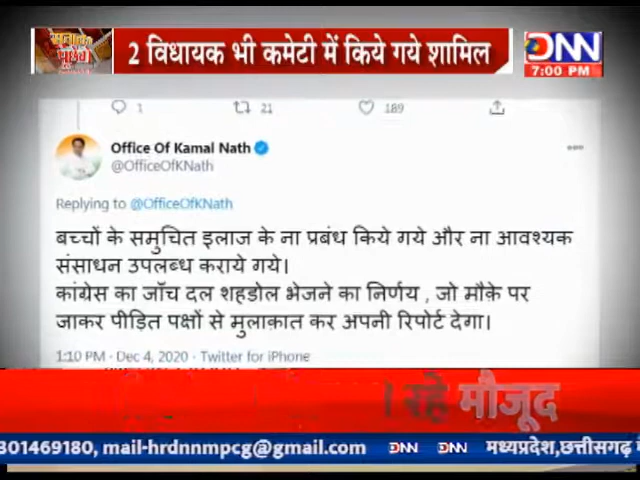 2 विधायक भी कमेटी में किये गये शामिल
DNN
7:00 PM
1 21 189
Office Of Kamal Nath
@OfficeOfKNath
Replying to @OfficeOfKNath
बच्चों के समुचित इलाज के ना प्रबंध किये गये और ना आवश्यक
संसाधन उपलब्ध कराये गये।
कांग्रेस का जाँच दल शहडोल भेजने का निर्णय , जो मौक़े पर
जाकर पीड़ित पक्षों से मुलाक़ात कर अपनी रिपोर्ट देगा।
1:10 PM · Dec 4, 2020 · Twitter for iPhone
रहे मौजूद
301469180, mail-hrdnnmpcg@gmail.com DNN DNN मध्यप्रदेश,छत्तीसगढ़